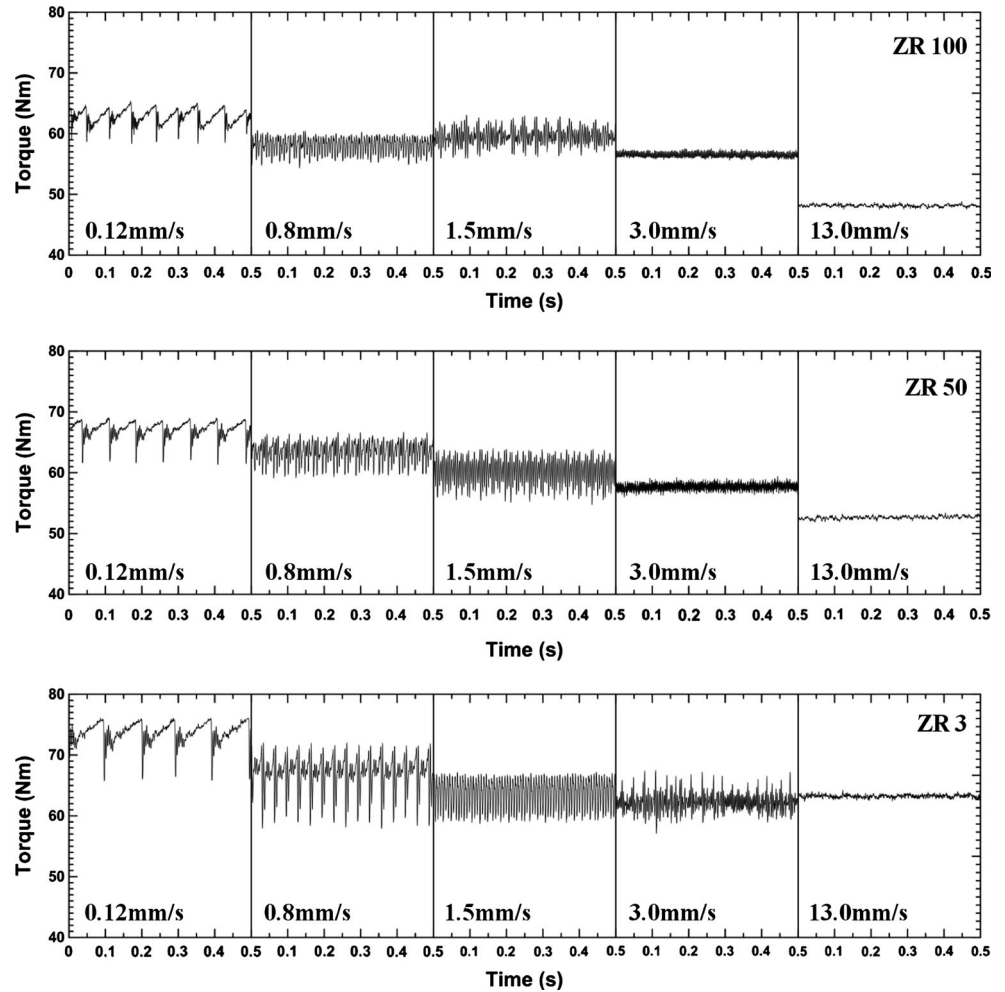 80
ZR 100
70
60
50
40
Torque (Nm)
0.12mm/s 0.8mm/s 1.5mm/s 3.0mm/s 13.0mm/s
0 0.1 0.2 0.3 0.4 0.5 0.1 0.2 0.3 0.4 0.5 0.1 0.2 0.3 0.4 0.5 0.1 0.2 0.3 0.4 0.5 0.1 0.2 0.3 0.4 0.5
Time (s)
80
ZR 50
70
60
50
40
Torque (Nm)
0.12mm/s 0.8mm/s 1.5mm/s 3.0mm/s 13.0mm/s
0 0.1 0.2 0.3 0.4 0.5 0.1 0.2 0.3 0.4 0.5 0.1 0.2 0.3 0.4 0.5 0.1 0.2 0.3 0.4 0.5 0.1 0.2 0.3 0.4 0.5
Time (s)
80
ZR 3
70
60
50
40
Torque (Nm)
0.12mm/s 0.8mm/s 1.5mm/s 3.0mm/s 13.0mm/s
0 0.1 0.2 0.3 0.4 0.5 0.1 0.2 0.3 0.4 0.5 0.1 0.2 0.3 0.4 0.5 0.1 0.2 0.3 0.4 0.5 0.1 0.2 0.3 0.4 0.5
Time (s)